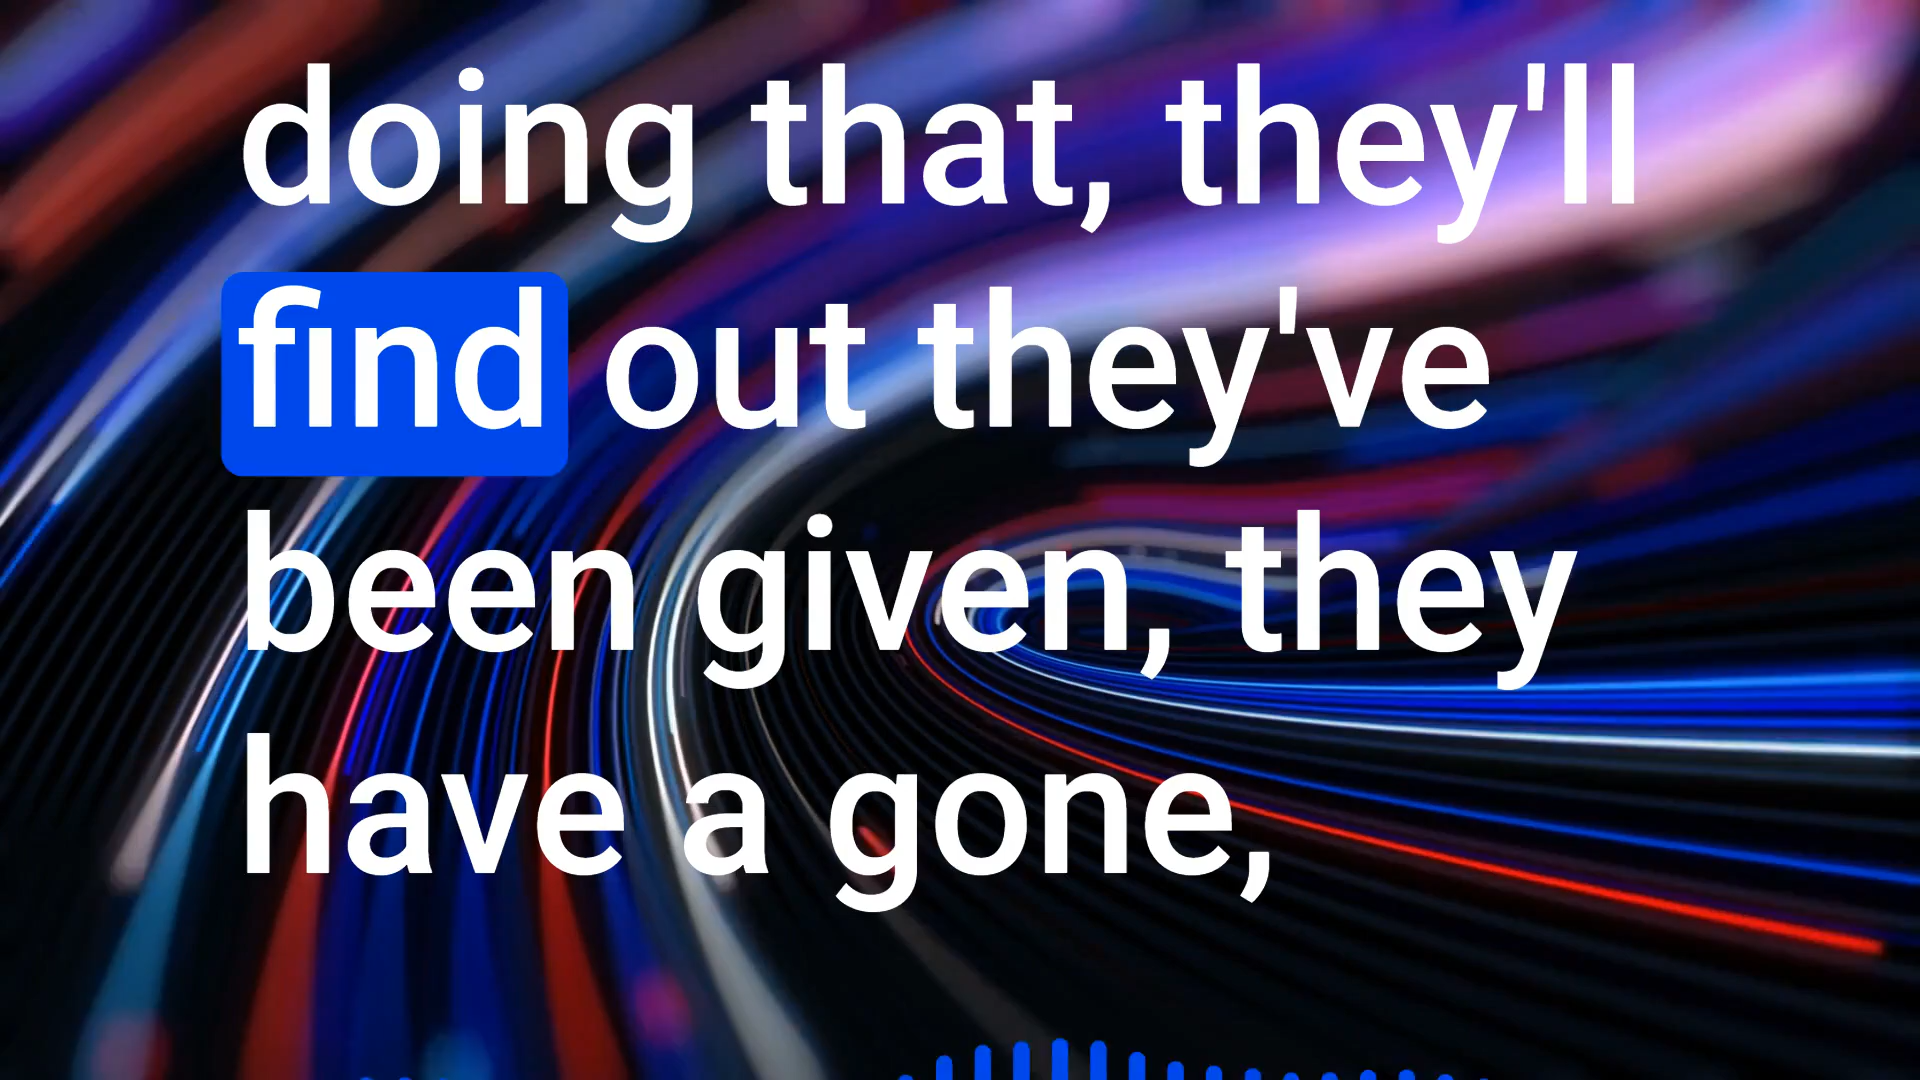 doing that, they'll
find out they've
been given, they
have a gone,